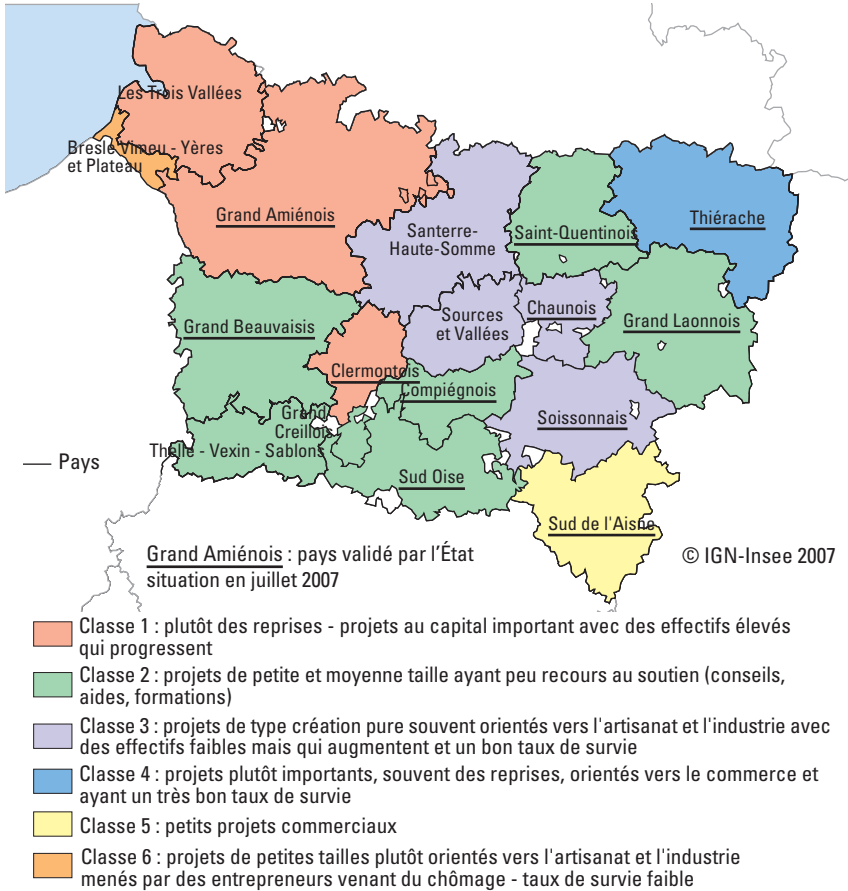 Les Trois Vallées
Bresle Vimeu - Yères
et Plateau
Grand Amiénois
Santerre-
Haute-Somme
Saint-Quentinois
Thiérache
Grand Beauvaisis
Sources
et Vallées
Chaunois
Grand Laonnois
Clermontois
Compiégnois
Grand
Creillois
Soissonnais
Thelle - Vexin - Sablons
Pays
Sud Oise
Sud de l'Aisne
Grand Amiénois : pays validé par l'État
situation en juillet 2007
© IGN-Insee 2007
Classe 1 : plutôt des reprises - projets au capital important avec des effectifs élevés
qui progressent
Classe 2 : projets de petite et moyenne taille ayant peu recours au soutien (conseils,
aides, formations)
Classe 3 : projets de type création pure souvent orientés vers l'artisanat et l'industrie avec
des effectifs faibles mais qui augmentent et un bon taux de survie
Classe 4 : projets plutôt importants, souvent des reprises, orientés vers le commerce et
ayant un très bon taux de survie
Classe 5 : petits projets commerciaux
Classe 6 : projets de petites tailles plutôt orientés vers l'artisanat et l'industrie
menés par des entrepreneurs venant du chômage - taux de survie faible